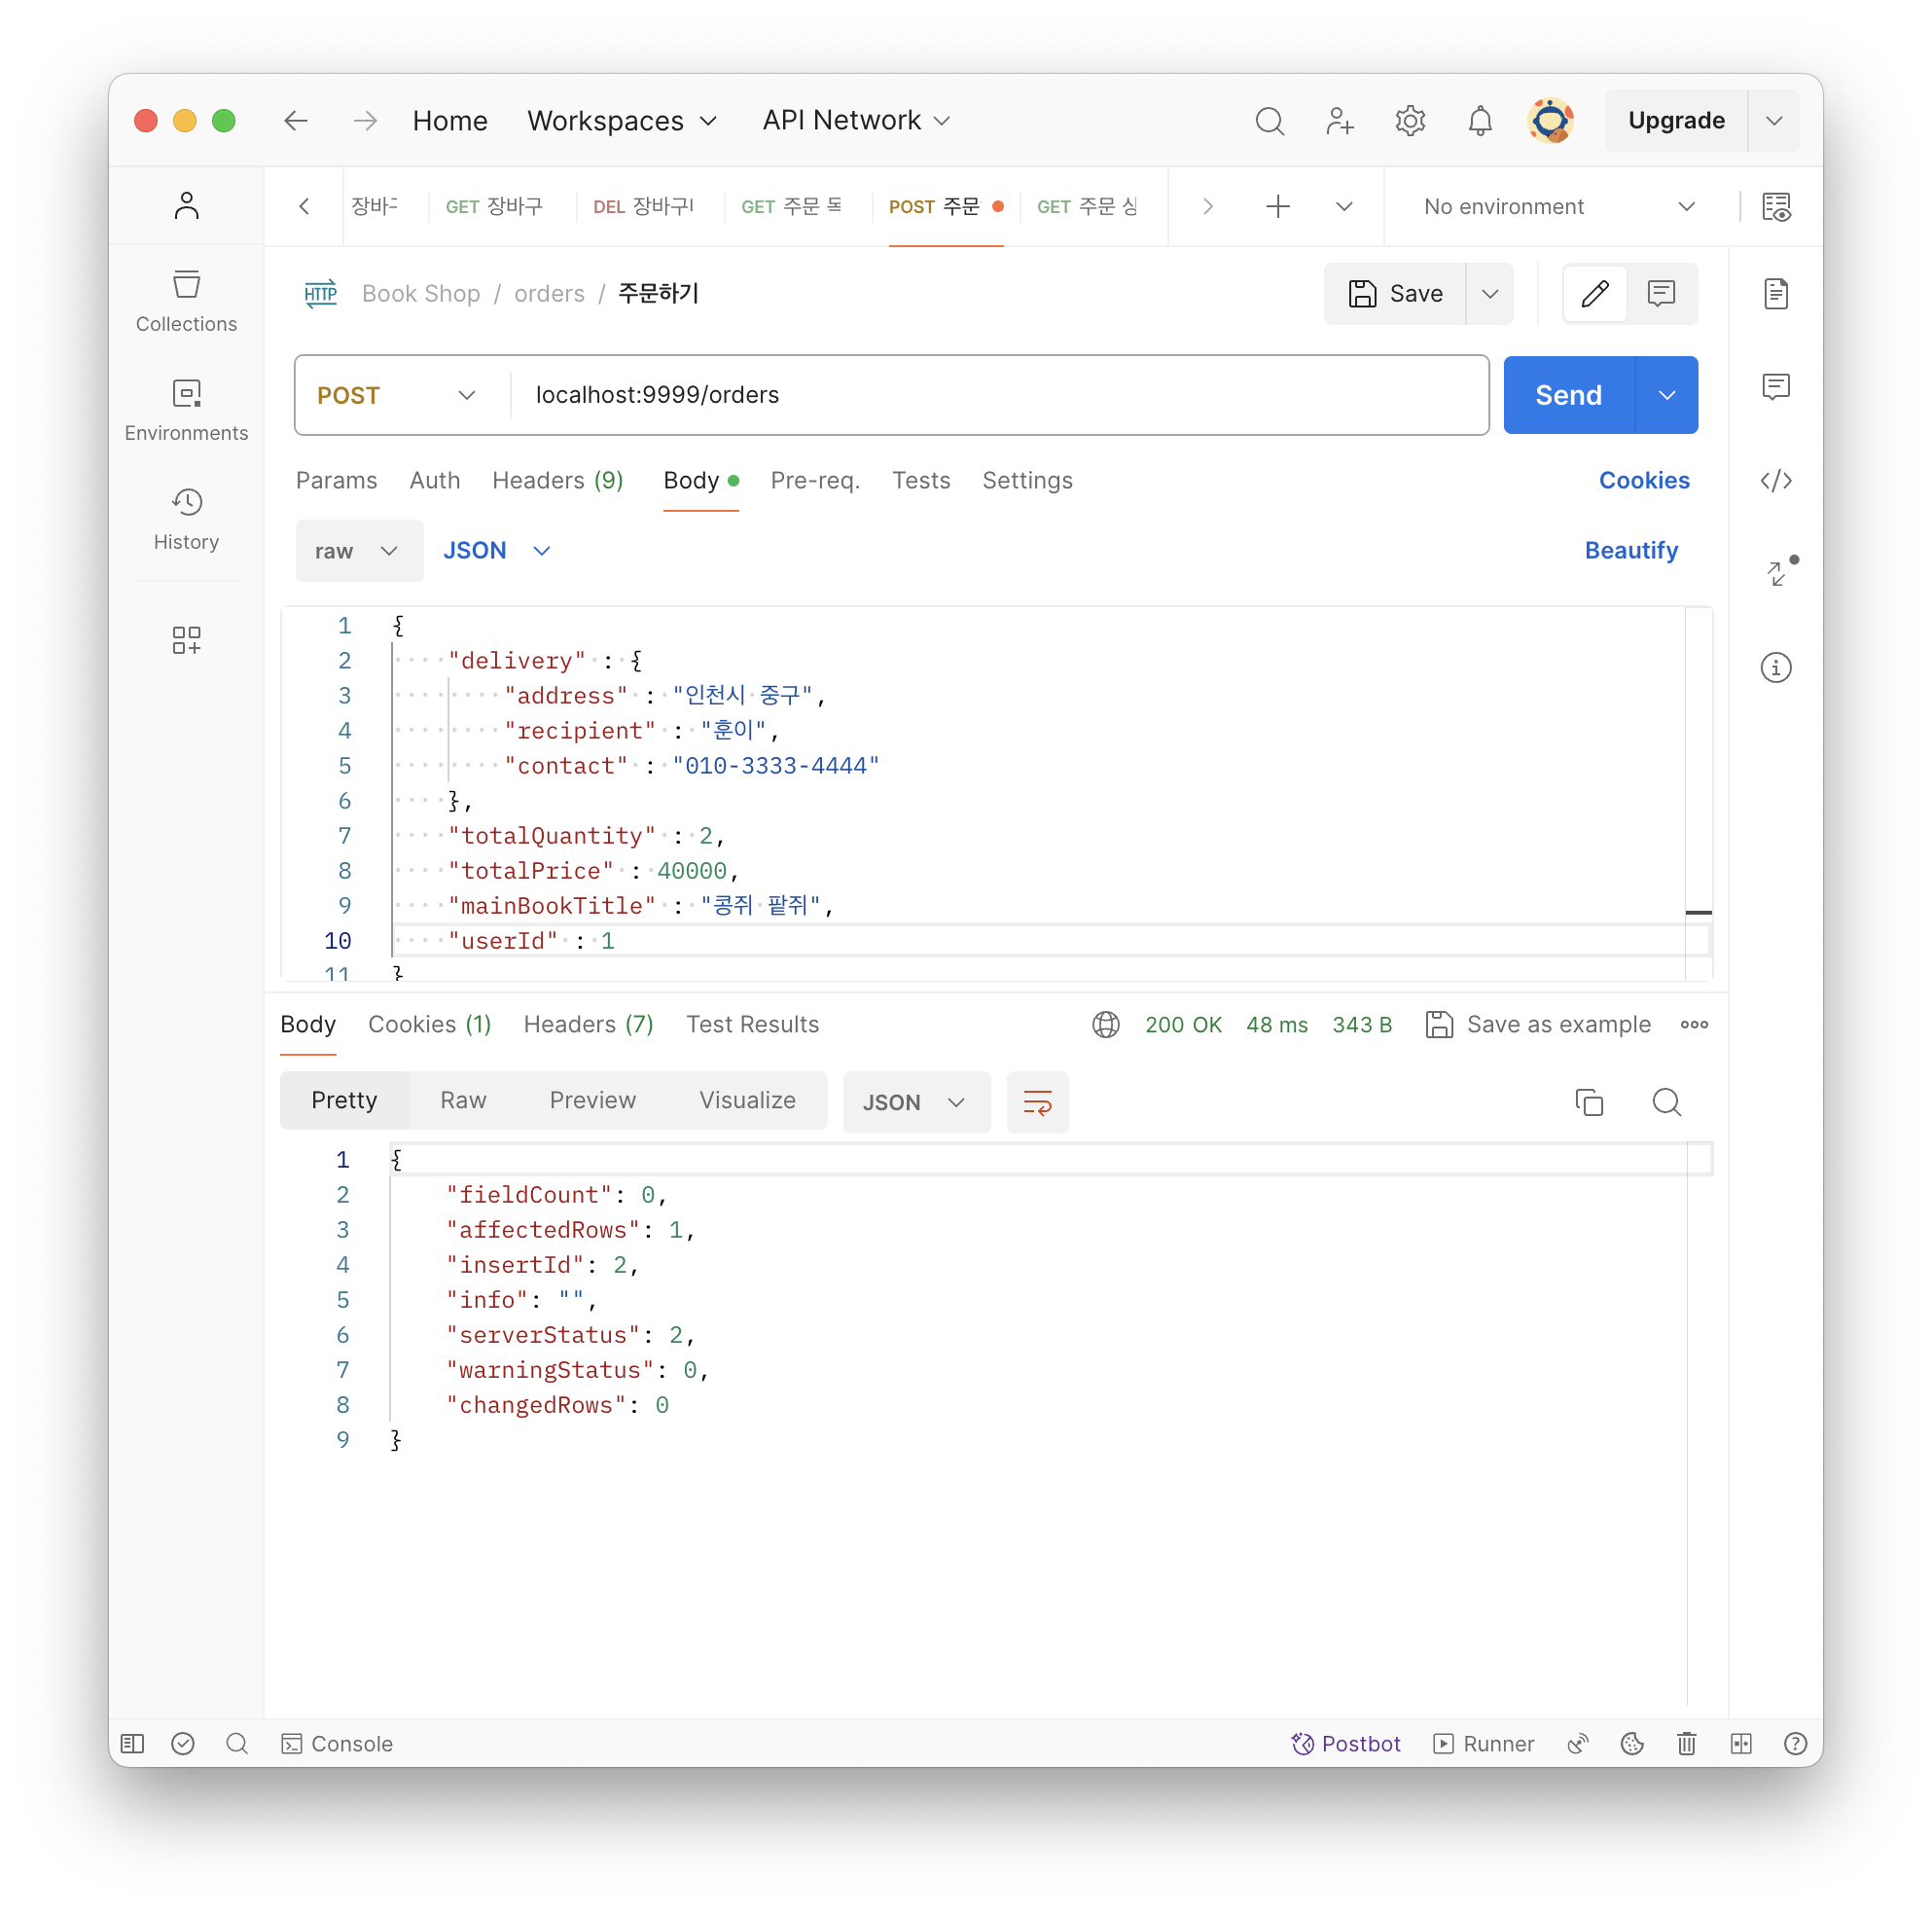 Home Workspaces API Network Upgrade
장바 GET 장바구 DEL 장바구 GET 주문 POST 주문 GET 주문 No environment
HTTP Book Shop / orders / 주문하기 Save
Collections
POST localhost:9999/orders Send
Environments
Params Auth Headers (9) Body Pre-req. Tests Settings Cookies
History
raw JSON Beautify
1 {
2 "delivery" : {
3 "address" : "인천시 중구",
4 "recipient" : "훈이",
5 "contact" : "010-3333-4444"
6 },
7 "totalQuantity" : 2,
8 "totalPrice" : 40000,
9 "mainBookTitle" : "콩쥐 팥쥐",
10 "userId" : 1
11 }
Body Cookies (1) Headers (7) Test Results 200 OK 48 ms 343 B Save as example
Pretty Raw Preview Visualize JSON
1 {
2 "fieldCount": 0,
3 "affectedRows": 1,
4 "insertId": 2,
5 "info": "",
6 "serverStatus": 2,
7 "warningStatus": 0,
8 "changedRows": 0
9 }
Console Postbot Runner